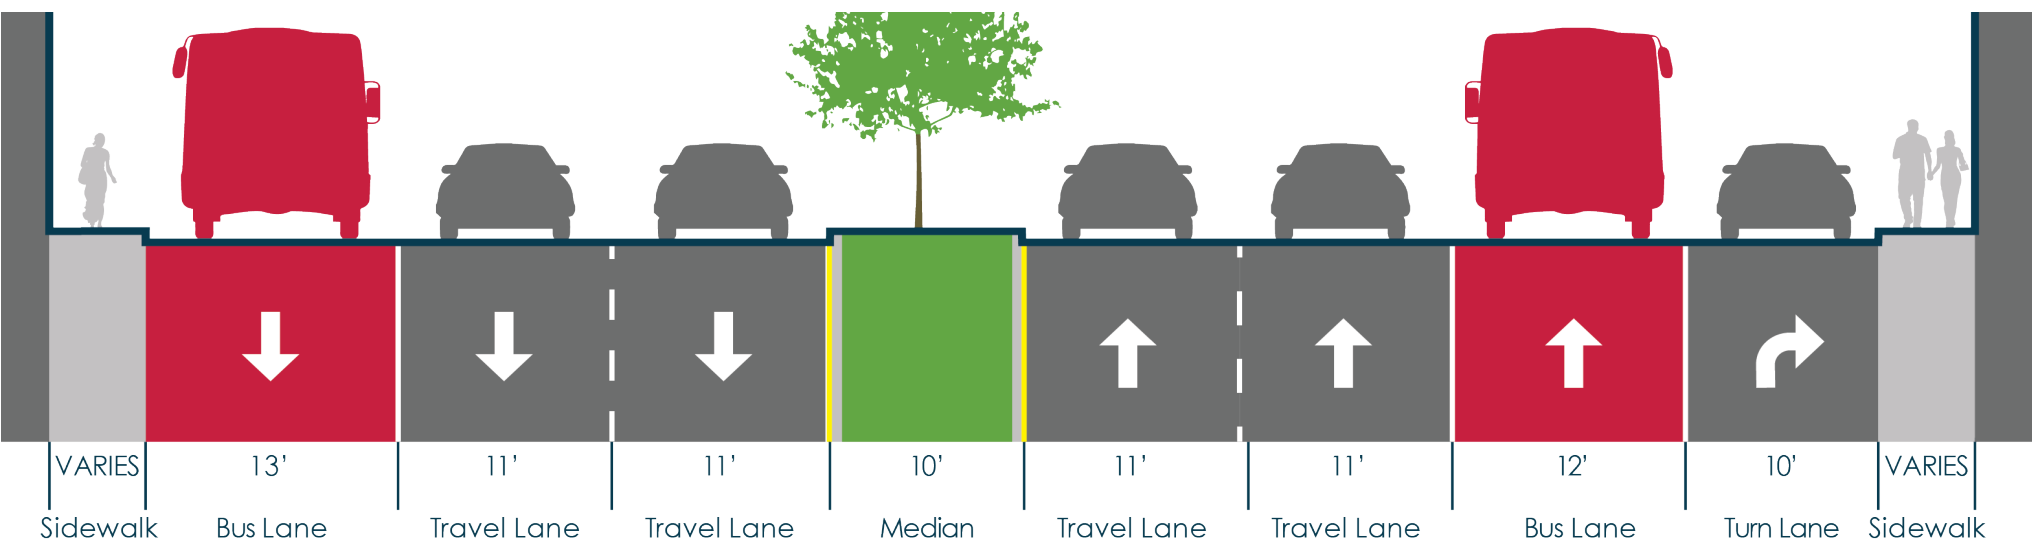 VARIES 13’ 11’ 11’ 10’ 11’ 11’ 12’ 10’ VARIES
Sidewalk Bus Lane Travel Lane Travel Lane Median Travel Lane Travel Lane Bus Lane Turn Lane Sidewalk